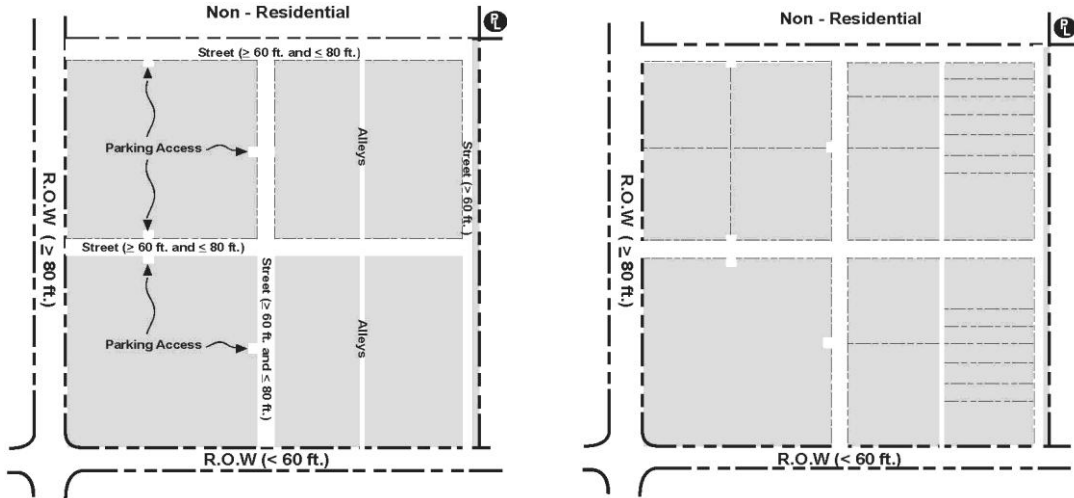 Non - Residential
PL
Street (≥ 60 ft. and ≤ 80 ft.)
Parking Access
Alleys
Street (≥ 60 ft.)
R.O.W (≥ 80 ft.)
Street (≥ 60 ft. and ≤ 80 ft.)
Street (≥ 60 ft.
and ≤ 80 ft.)
Parking Access
Alleys
R.O.W (< 60 ft.)
Non - Residential
PL
R.O.W (≥ 80 ft.)
R.O.W (< 60 ft.)